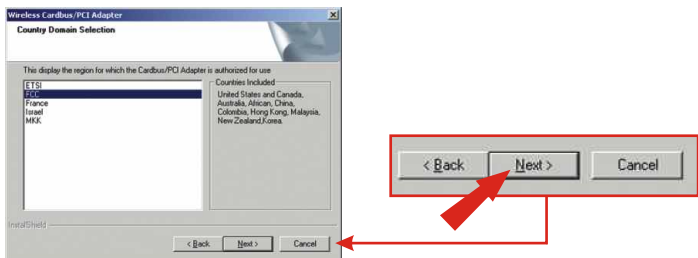 Wireless Cardbus/PCI Adapter
Country Domain Selection
This display the region for which the Cardbus/PCI Adapter is authorized for use
ETSI
FCC
France
Israel
MKK
Countries Included
United States and Canada,
Australia, African, China,
Colombia, Hong Kong, Malaysia,
New Zealand,Korea.
InstallShield
< Back
Next >
Cancel
< Back
Next >
Cancel